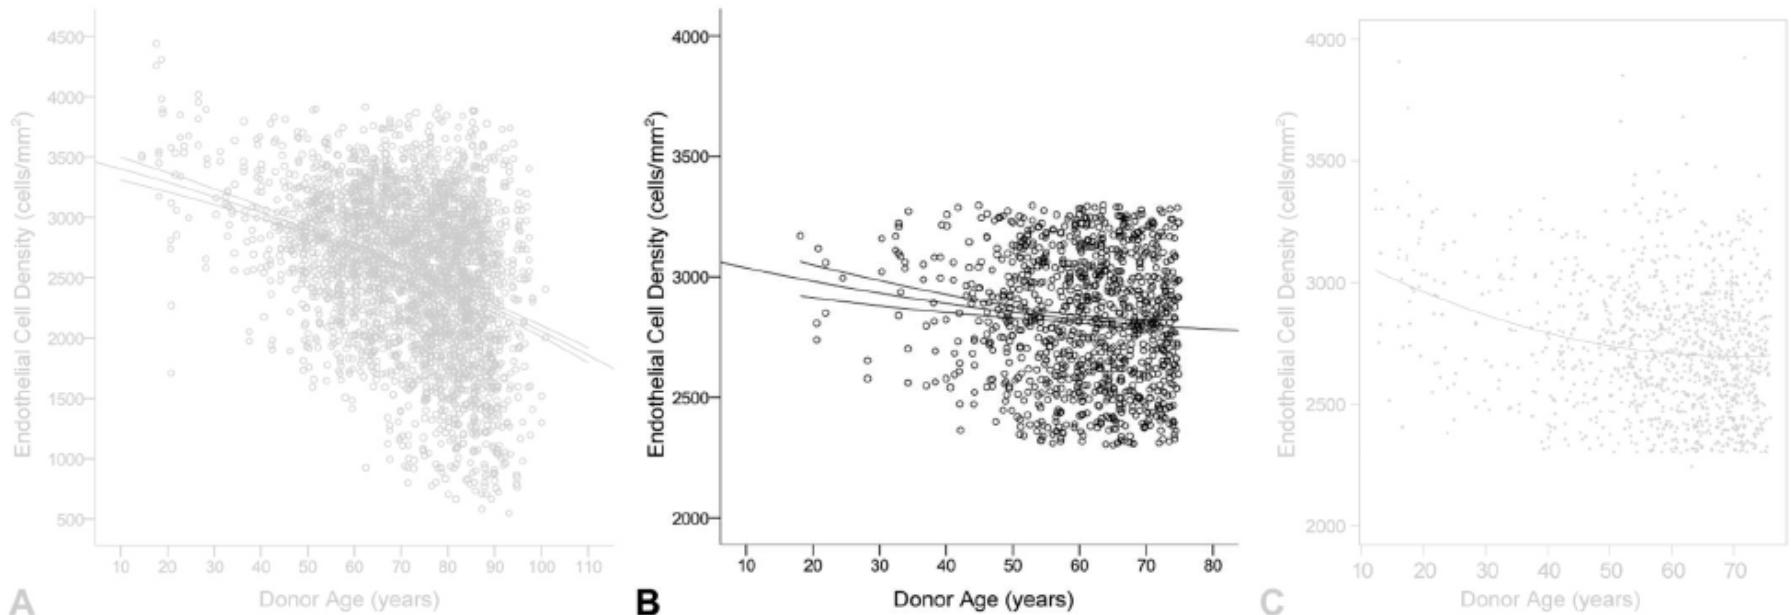 4500
4000
3500
3000
2500
2000
1500
1000
500
Endothelial Cell Density (cells/mm²)
10 20 30 40 50 60 70 80 90 100 110
Donor Age (years)
A
4000
3500
3000
2500
2000
Endothelial Cell Density (cells/mm²)
10 20 30 40 50 60 70 80
Donor Age (years)
B
4000
3500
3000
2500
2000
Endothelial Cell Density (cells/mm²)
10 20 30 40 50 60 70
Donor Age (years)
C